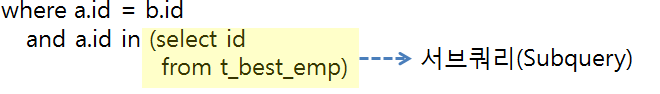 where a.id = b.id
and a.id in (select id
from t_best_emp)
서브쿼리(Subquery)